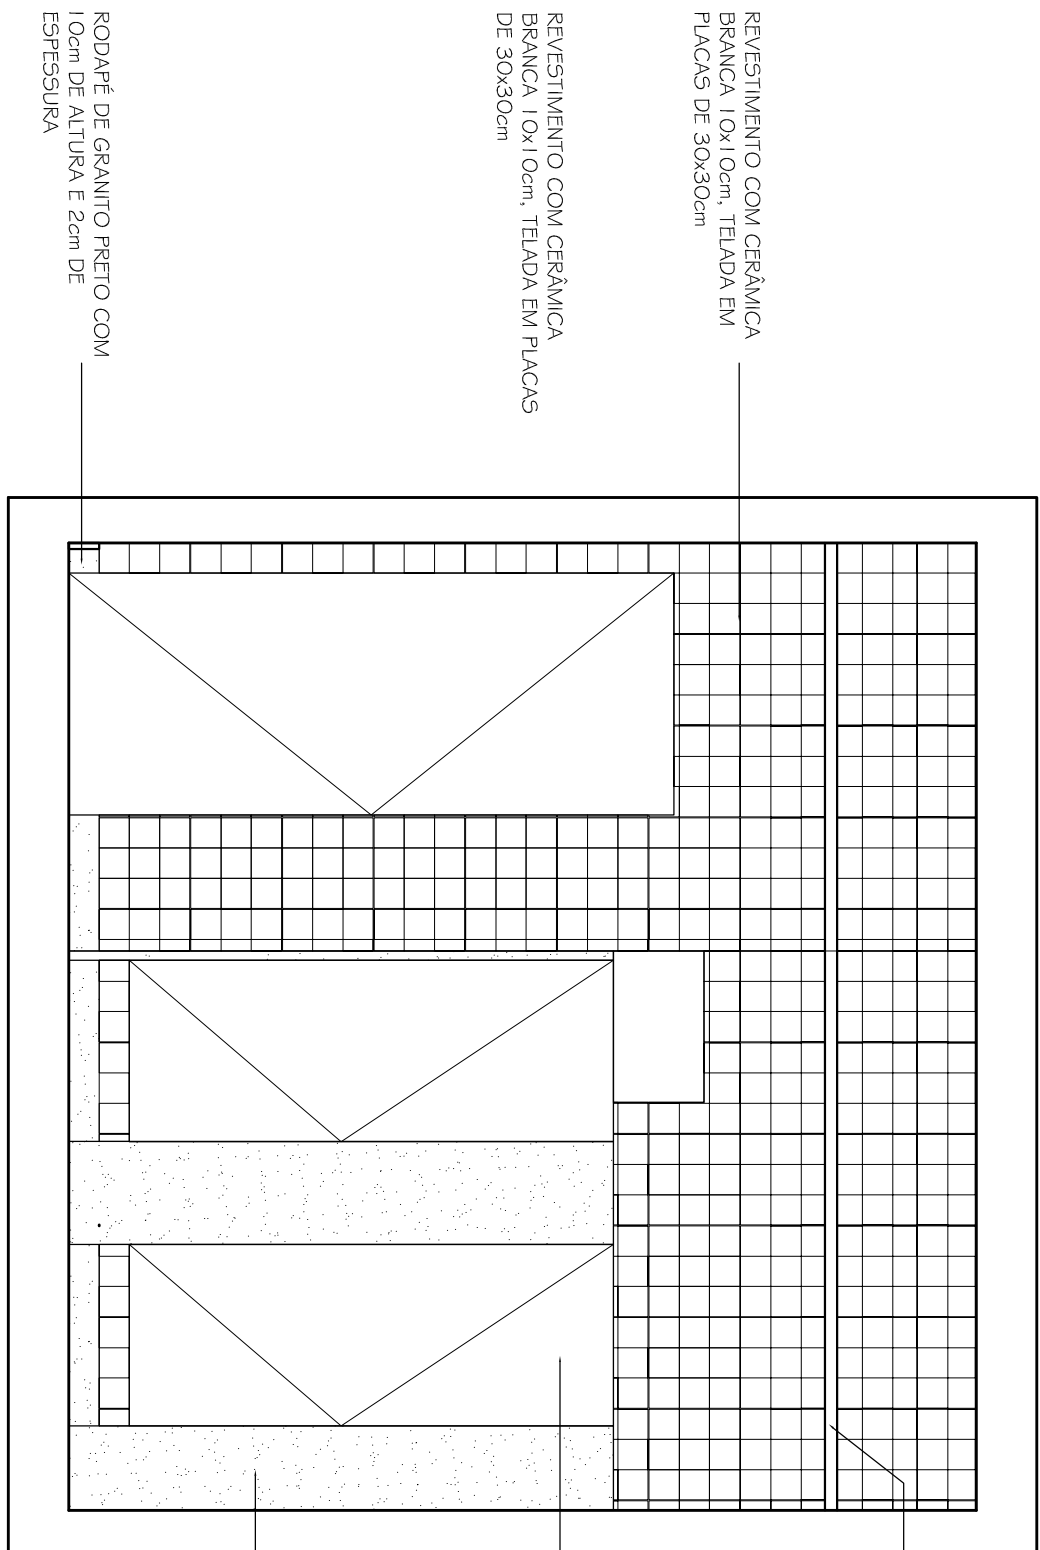 REVESTIMENTO COM CERÂMICA
BRANCA 10x10cm, TELADA EM
PLACAS DE 30x30cm
REVESTIMENTO COM CERÂMICA
BRANCA 10x10cm, TELADA EM PLACAS
DE 30x30cm
RODAPÉ DE GRANITO PRETO COM
10cm DE ALTURA E 2cm DE
ESPESSURA